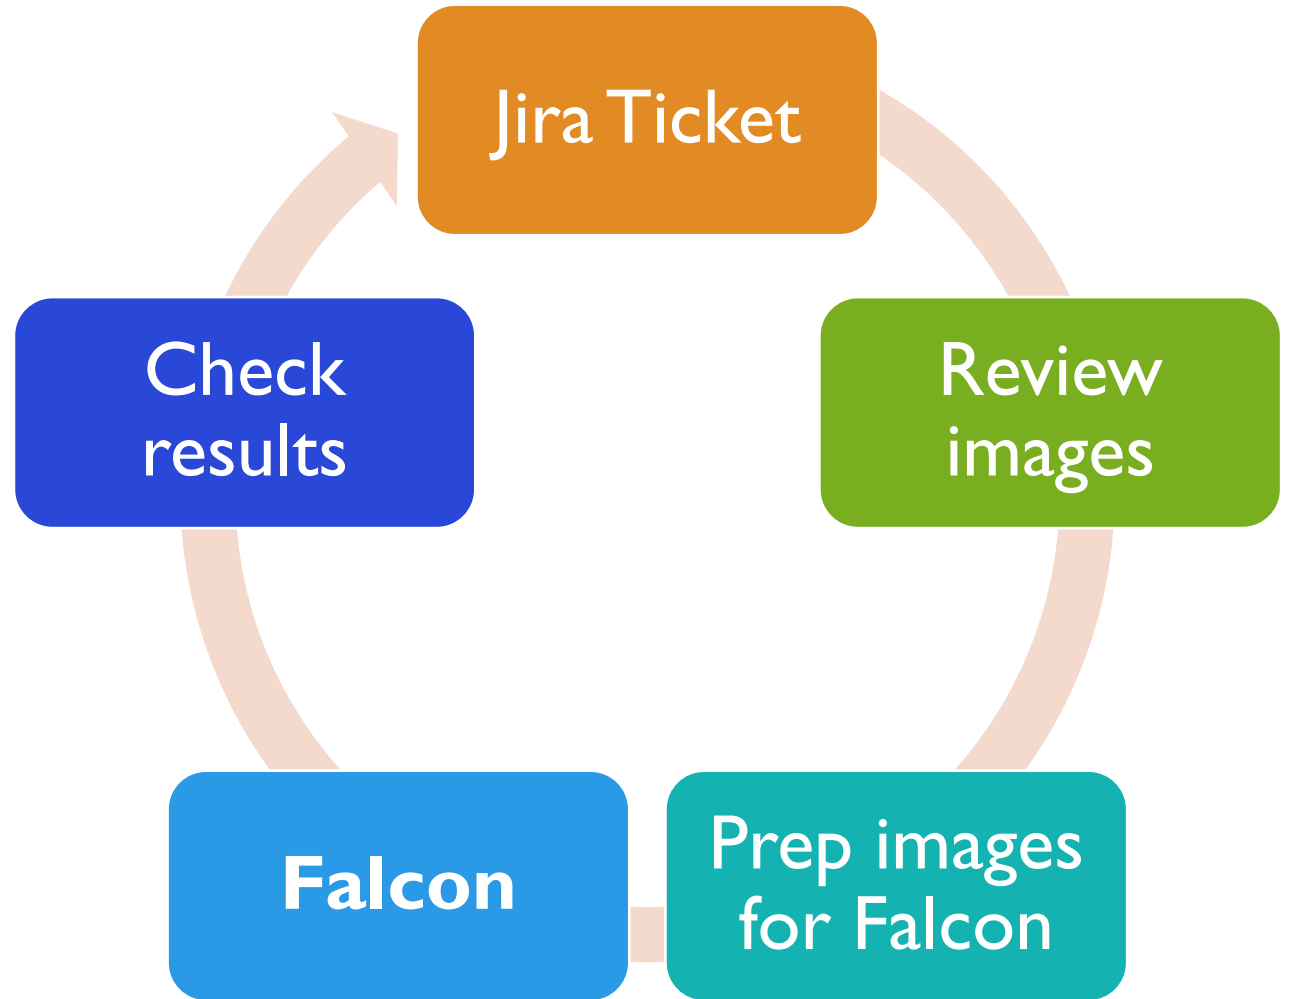 Jira Ticket
Review
images
Prep images
for Falcon
Falcon
Check
results